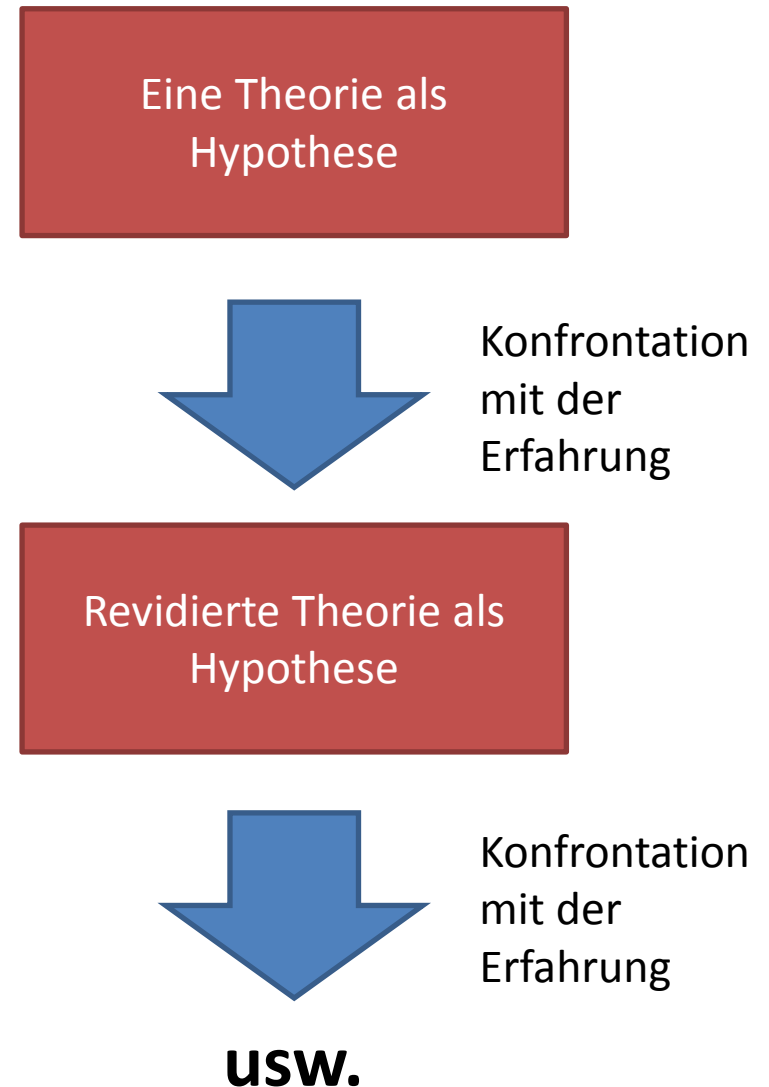 Eine Theorie als
Hypothese
Konfrontation
mit der
Erfahrung
Revidierte Theorie als
Hypothese
Konfrontation
mit der
Erfahrung
usw.